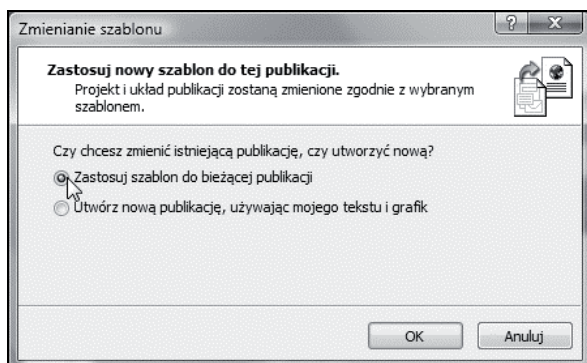 Zmienianie szablonu
Zastosuj nowy szablon do tej publikacji.
Projekt i układ publikacji zostaną zmienione zgodnie z wybranym
szablonem.
Czy chcesz zmienić istniejącą publikację, czy utworzyć nową?
Zastosuj szablon do bieżącej publikacji
Utwórz nową publikację, używając mojego tekstu i grafik
OK
Anuluj